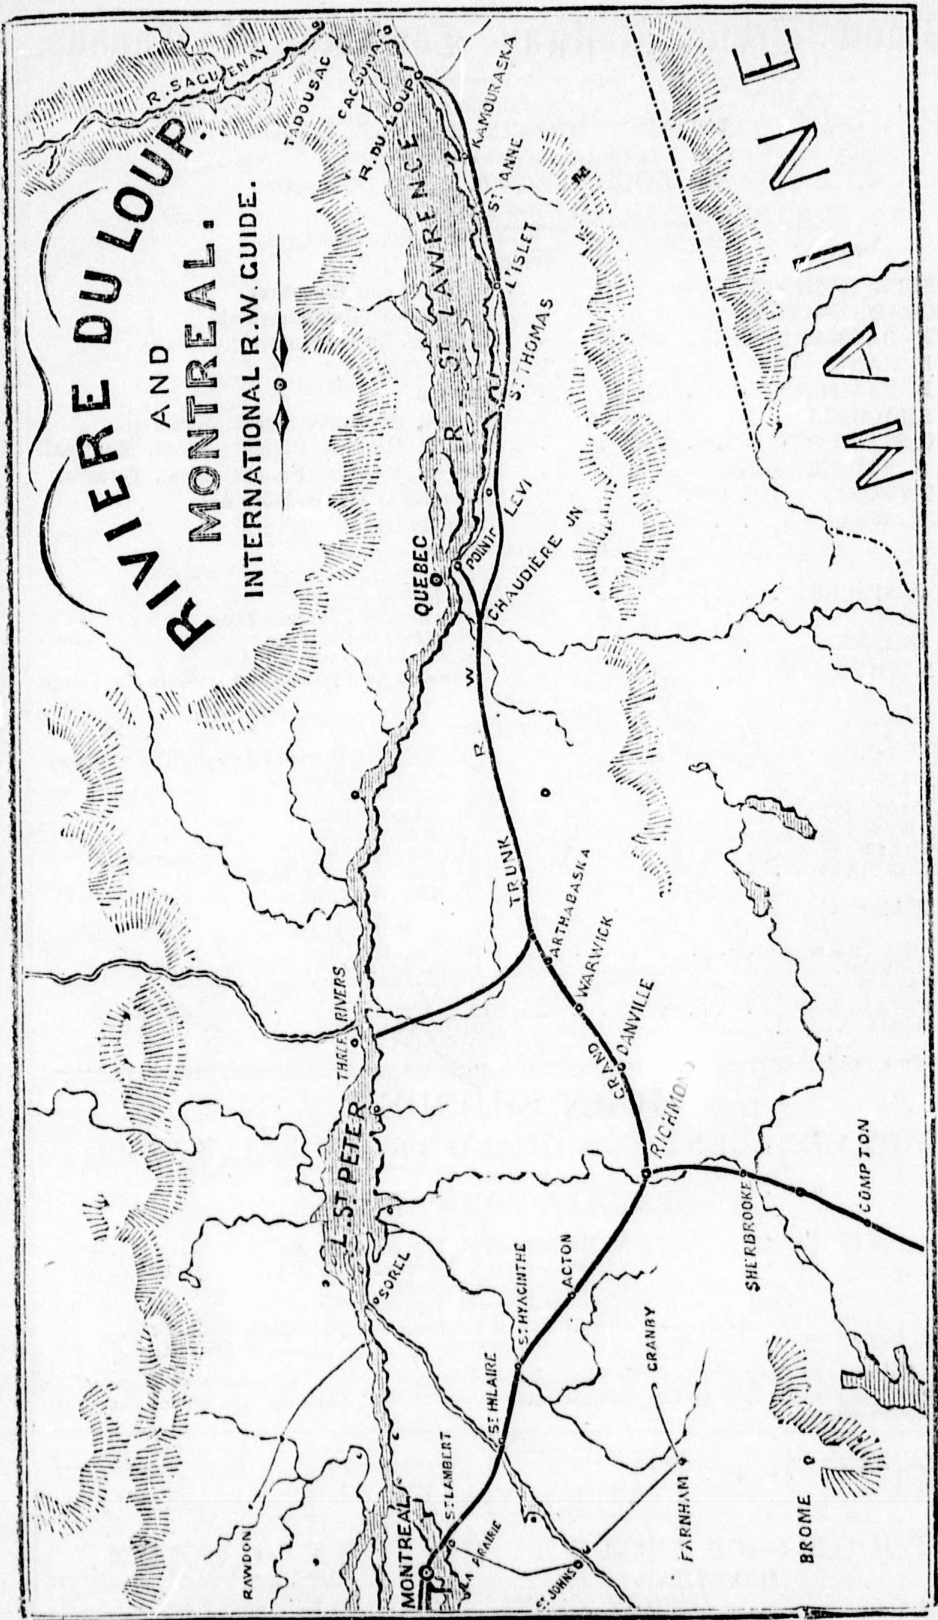 RIVIERE DU LOUP.
AND
MONTREAL:
INTERNATIONAL R.W. GUIDE.
R. SAGUENAY
TADOUSAC
CACOUNA
R. DU LOUP
KAMOURASKA
ST ANNE
L'ISLET
ST THOMAS
R. ST LAWRENCE
MAINE
QUEBEC
POINTE LEVI
CHAUDIÈRE JN
GRAND TRUNK R W
ARTHABASKA
WARWICK
DANVILLE
RICHMOND
THREE RIVERS
L. ST PETER
SOREL
SHERBROOKE
COMPTON
ACTON
ST HYACINTHE
ST HILAIRE
ST LAMBERT
MONTREAL
LA PRAIRIE
ST JOHNS
RAWDON
GRANBY
FARNHAM
BROME